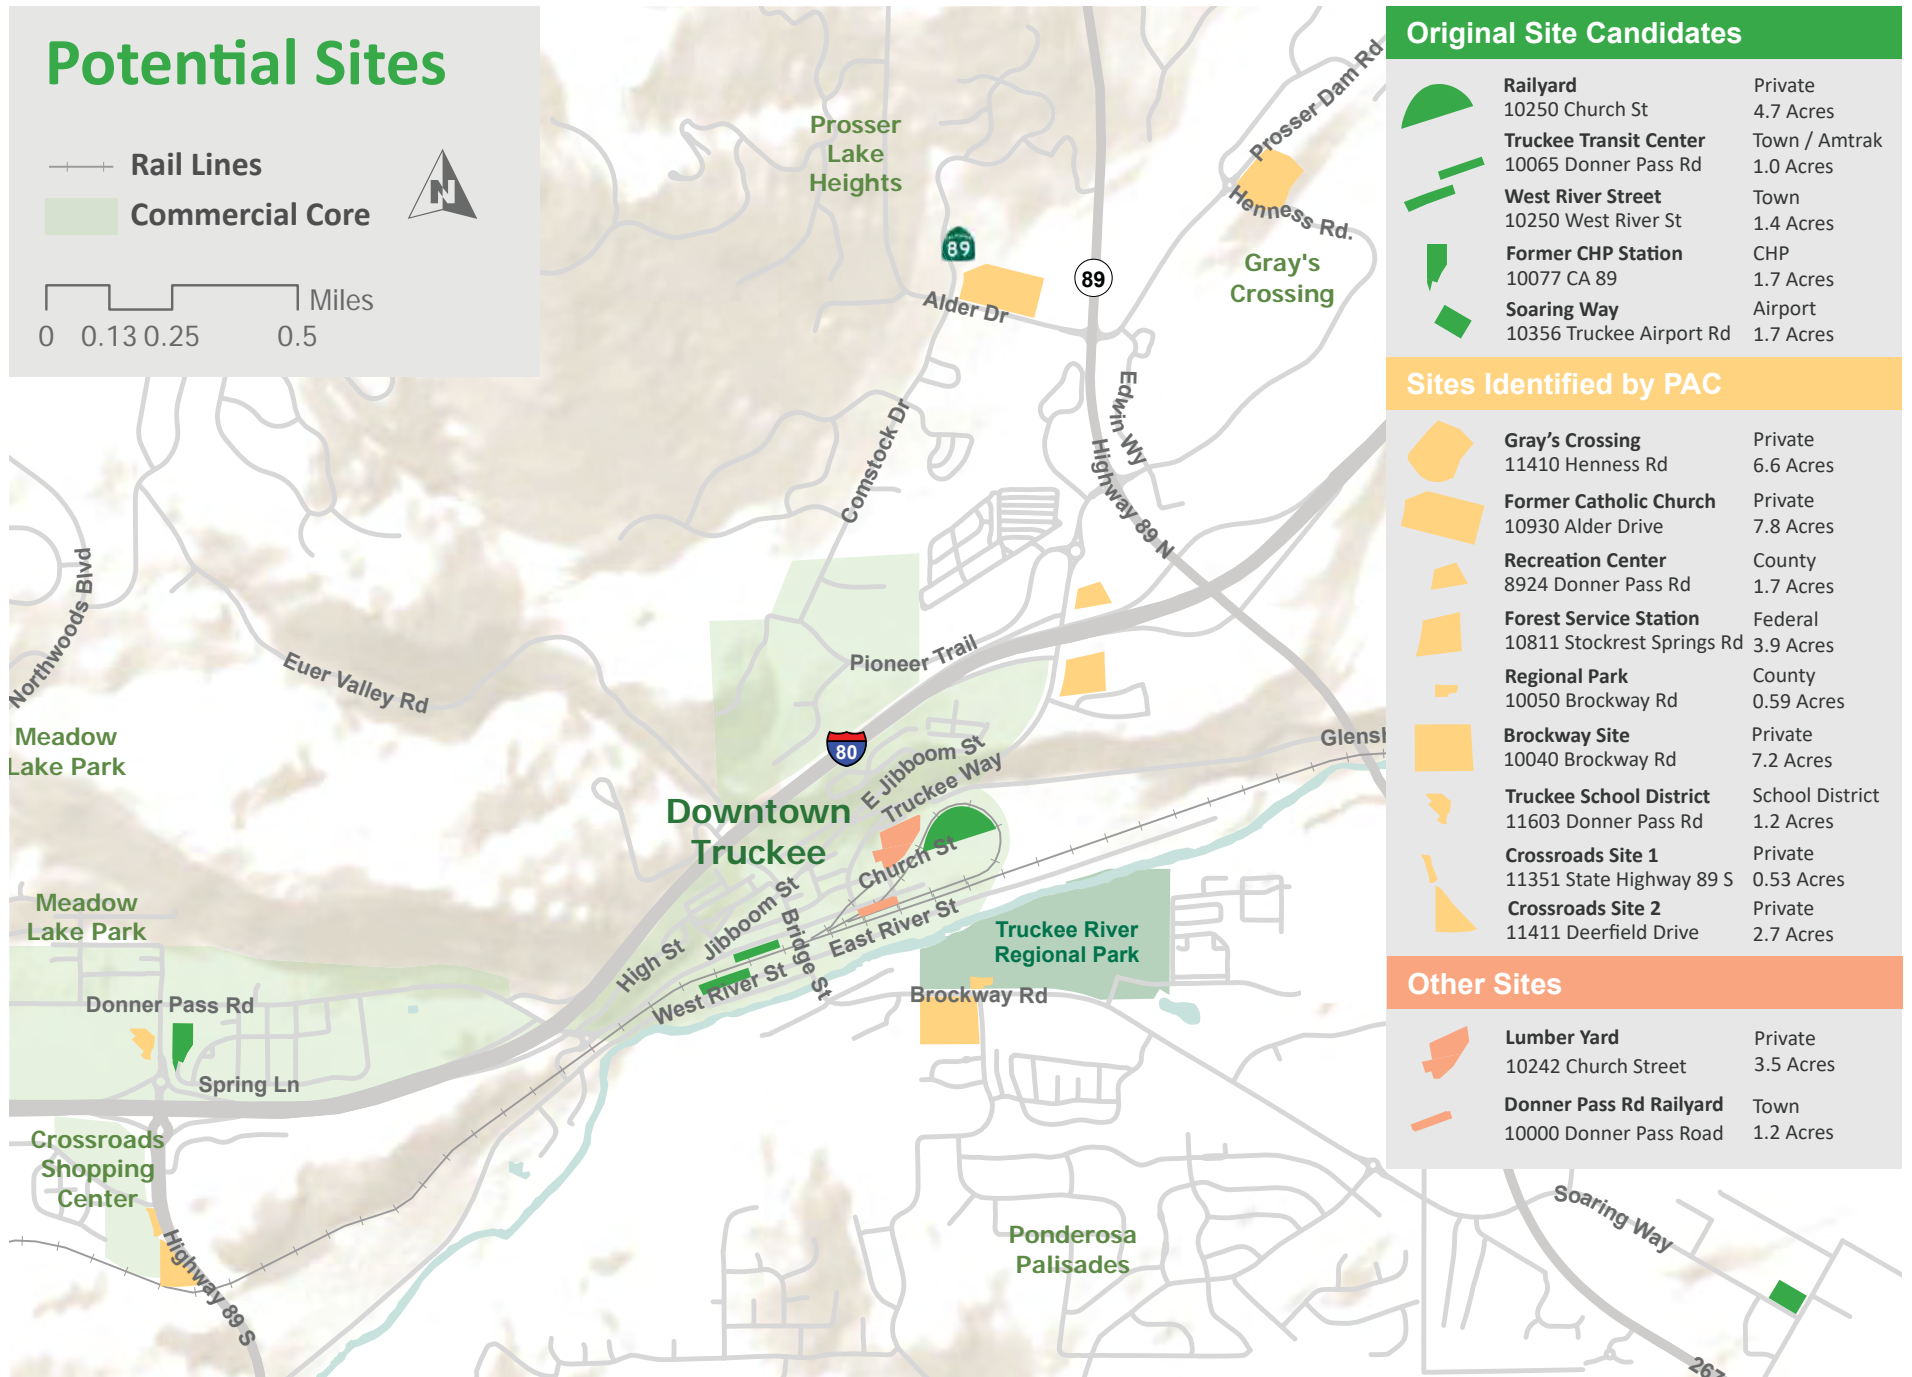 Potential Sites
Rail Lines
Commercial Core
N
Miles
0 0.13 0.25 0.5
Original Site Candidates
Railyard Private
10250 Church St 4.7 Acres
Truckee Transit Center Town / Amtrak
10065 Donner Pass Rd 1.0 Acres
West River Street Town
10250 West River St 1.4 Acres
Former CHP Station CHP
10077 CA 89 1.7 Acres
Soaring Way Airport
10356 Truckee Airport Rd 1.7 Acres
Sites Identified by PAC
Gray's Crossing Private
11410 Henness Rd 6.6 Acres
Former Catholic Church Private
10930 Alder Drive 7.8 Acres
Recreation Center County
8924 Donner Pass Rd 1.7 Acres
Forest Service Station Federal
10811 Stockrest Springs Rd 3.9 Acres
Regional Park County
10050 Brockway Rd 0.59 Acres
Brockway Site Private
10040 Brockway Rd 7.2 Acres
Truckee School District School District
11603 Donner Pass Rd 1.2 Acres
Crossroads Site 1 Private
11351 State Highway 89 S 0.53 Acres
Crossroads Site 2 Private
11411 Deerfield Drive 2.7 Acres
Other Sites
Lumber Yard Private
10242 Church Street 3.5 Acres
Donner Pass Rd Railyard Town
10000 Donner Pass Road 1.2 Acres
Prosser
Lake
Heights
Prosser Dam Rd
Henness Rd.
Gray's
Crossing
89
89
Alder Dr
Edwin Wy
Comstock Dr
Highway 89 N
Northwoods Blvd
Euer Valley Rd
Pioneer Trail
Meadow
Lake Park
80
E Jibboom St
Truckee Way
Glensh
Downtown
Truckee
Church St
Meadow
Lake Park
High St
Jibboom St
Bridge St
East River St
West River St
Truckee River
Regional Park
Brockway Rd
Donner Pass Rd
Spring Ln
Crossroads
Shopping
Center
Highway 89 S
Ponderosa
Palisades
Soaring Way
267